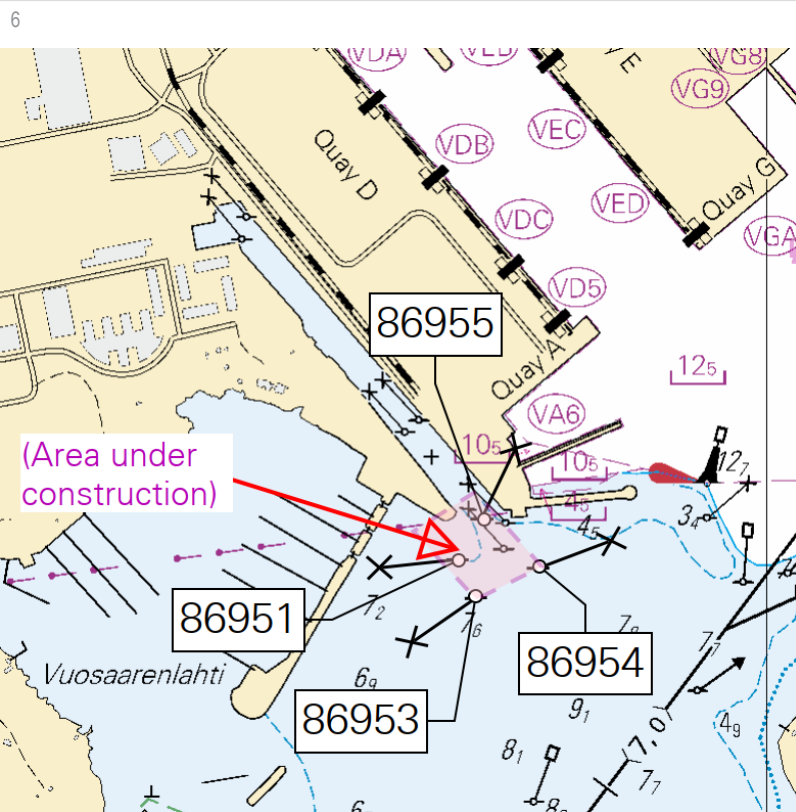 6
VDA
VEB
E
VG8
VG9
VDB
VEC
Quay D
VDC
VED
Quay G
VGA
VD5
86955
Quay A
12₅
VA6
(Area under
construction)
10₅
10₅
12₇
4₅
4₅
3₄
7₂
86951
7₆
7₈
7₇
86954
Vuosaarenlahti
6₉
86953
9₁
4₉
7,0
8₁
7₇
8₈